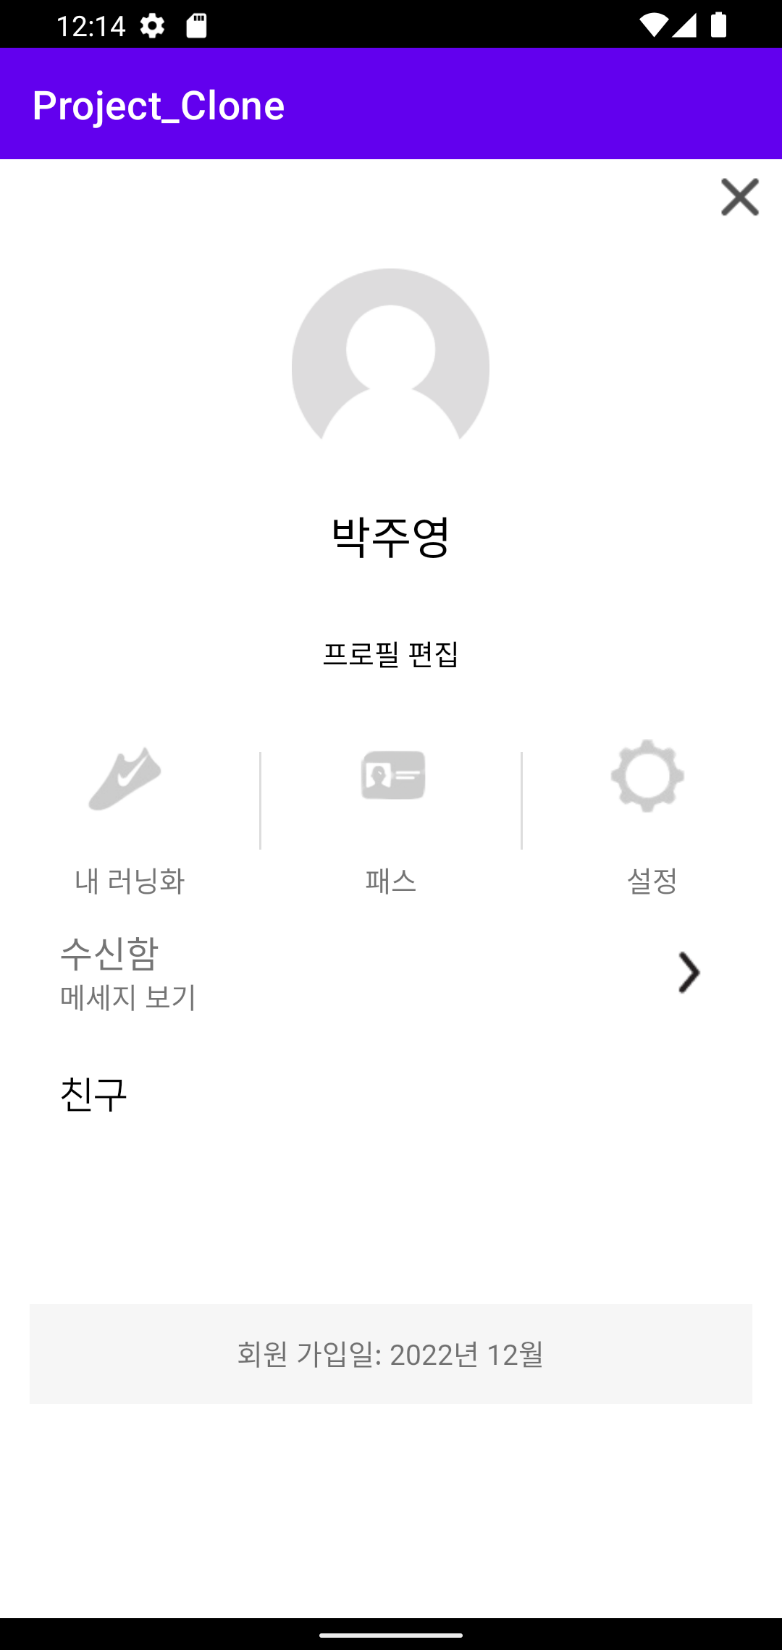 12:14
Project_Clone
박주영
프로필 편집
내 러닝화
패스
설정
수신함
메세지 보기
친구
회원 가입일: 2022년 12월